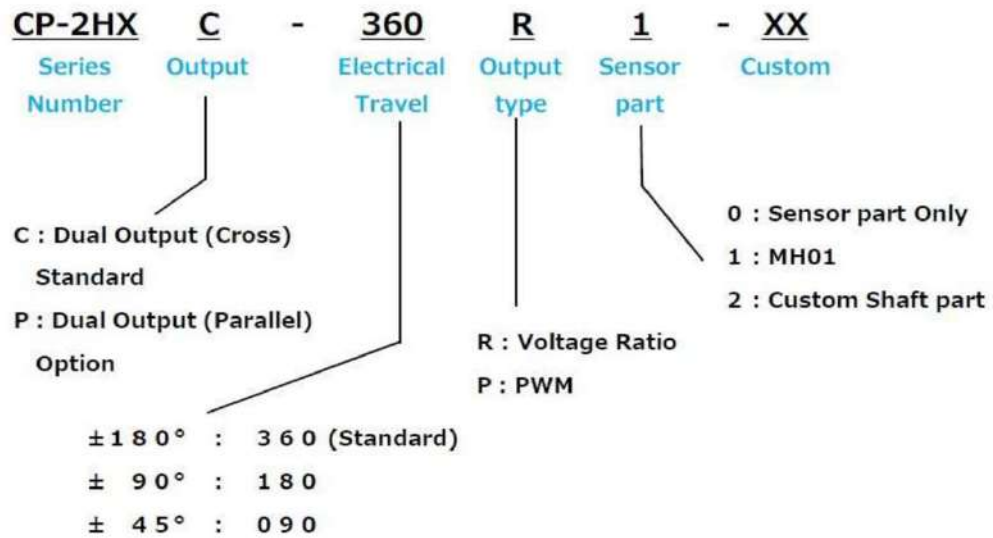 CP-2HX C - 360 R 1 - XX
Series Output Electrical Output Sensor Custom
Number Travel type part
C : Dual Output (Cross)
Standard
P : Dual Output (Parallel)
Option
0 : Sensor part Only
1 : MH01
2 : Custom Shaft part
R : Voltage Ratio
P : PWM
±180° : 360 (Standard)
± 90° : 180
± 45° : 090